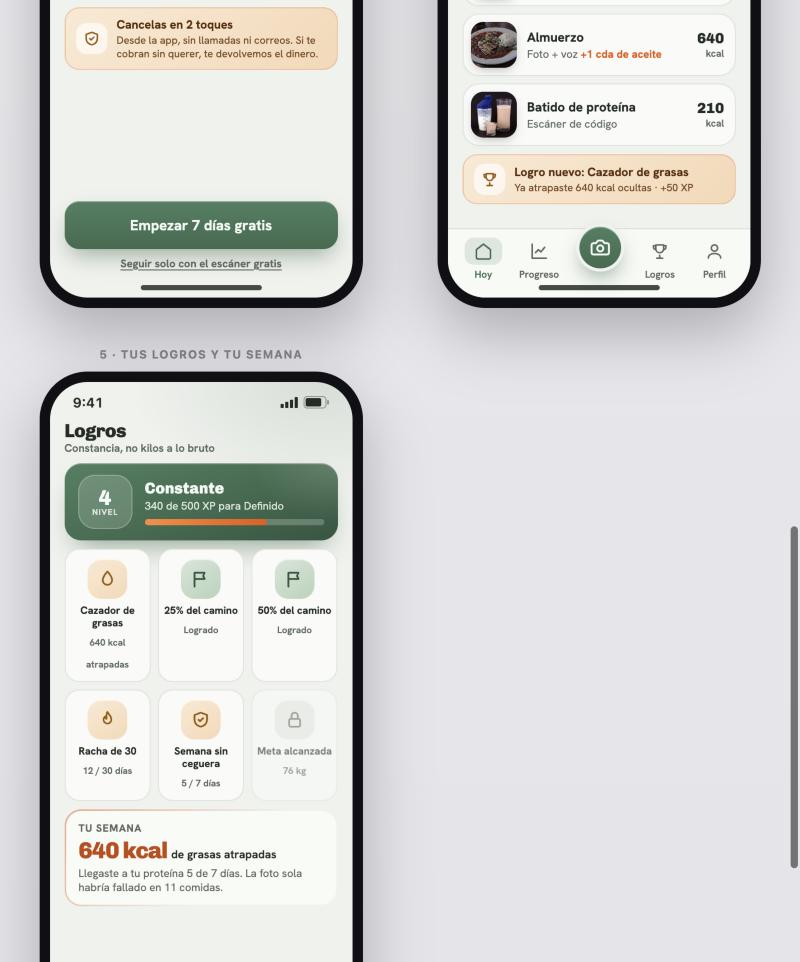 Cancelas en 2 toques
Desde la app, sin llamadas ni correos. Si te
cobran sin querer, te devolvemos el dinero.
Empezar 7 días gratis
Seguir solo con el escáner gratis
Almuerzo
Foto + voz +1 cda de aceite
640
kcal
Batido de proteína
Escáner de código
210
kcal
Logro nuevo: Cazador de grasas
Ya atrapaste 640 kcal ocultas · +50 XP
Hoy
Progreso
Logros
Perfil
5 · TUS LOGROS Y TU SEMANA
9:41
Logros
Constancia, no kilos a lo bruto
4
NIVEL
Constante
340 de 500 XP para Definido
Cazador de
grasas
640 kcal
atrapadas
25% del camino
Logrado
50% del camino
Logrado
Racha de 30
12 / 30 días
Semana sin
ceguera
5 / 7 días
Meta alcanzada
76 kg
TU SEMANA
640 kcal de grasas atrapadas
Llegaste a tu proteína 5 de 7 días. La foto sola
habría fallado en 11 comidas.